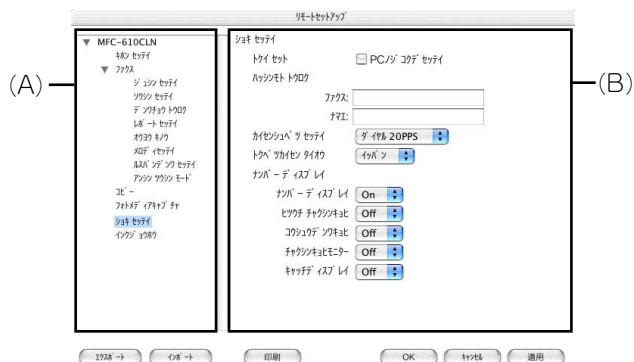 リモートセットアップ
(A)
▼ MFC-610CLN
キホン セッテイ
▼ ファクス
ジュシン セッテイ
ソウシン セッテイ
デンワチョウ トウロク
レポート セッテイ
オウヨウ キノウ
メロディ セッテイ
ルスバンデンワ セッテイ
アンシン ツウシン モード
コピー
フォトメディアキャプチャ
ショキ セッテイ
インクジョウホウ
(B)
ショキ セッテイ
トケイ セット PCノジコクデ セッテイ
ハッシンモト トウロク
ファクス:
ナマエ:
カイセンシュベツ セッテイ ダイヤル 20PPS
トクベツカイセン タイオウ イッパン
ナンバーディスプレイ
ナンバーディスプレイ On
ヒツウチ チャクシンキョヒ Off
コウシュウデンワキョヒ Off
チャクシンキョヒモニター Off
キャッチディスプレイ Off
エクスポート インポート 印刷 OK キャンセル 適用